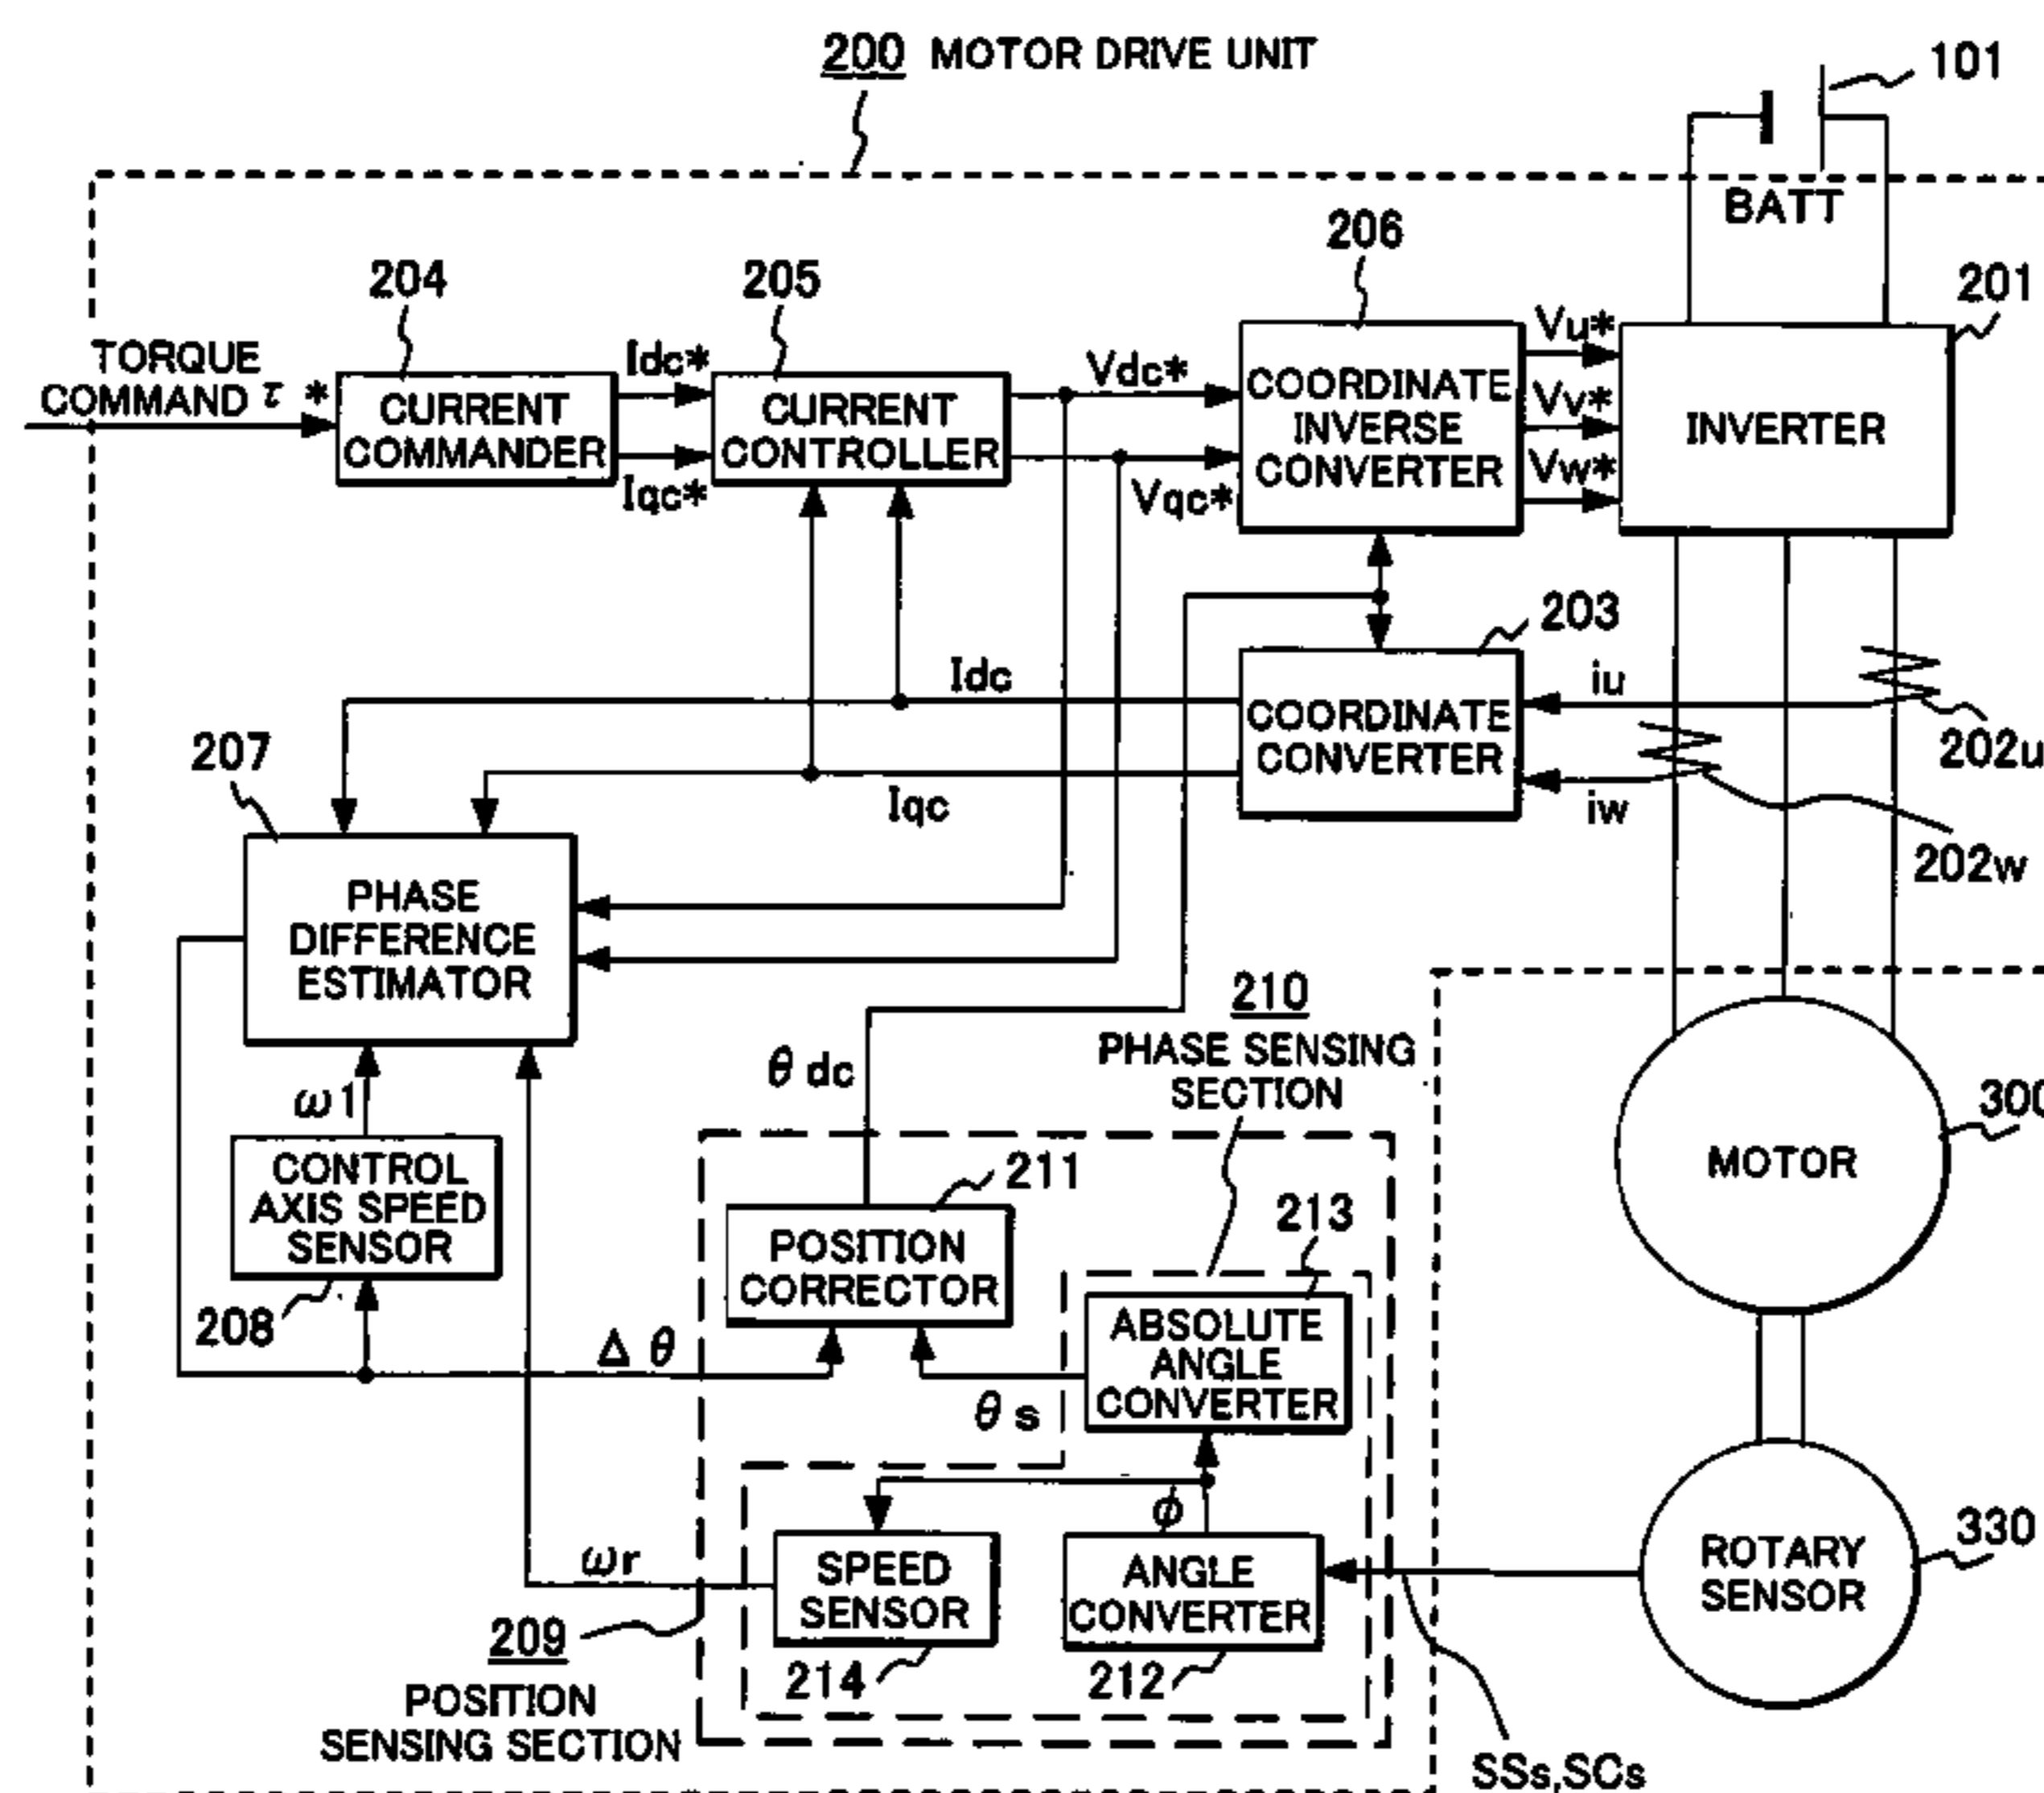 200 MOTOR DRIVE UNIT
101
BATT
206
201
204
205
TORQUE
COMMAND τ *
Idc*
Iqc*
CURRENT
COMMANDER
CURRENT
CONTROLLER
Vdc*
Vqc*
COORDINATE
INVERSE
CONVERTER
Vu*
Vv*
Vw*
INVERTER
203
Idc
Iqc
COORDINATE
CONVERTER
iu
iw
202u
202w
207
PHASE
DIFFERENCE
ESTIMATOR
210
PHASE SENSING
SECTION
θ dc
ω1
300
MOTOR
CONTROL
AXIS SPEED
SENSOR
208
211
213
POSITION
CORRECTOR
ABSOLUTE
ANGLE
CONVERTER
Δ θ
θ s
ϕ
ωr
SPEED
SENSOR
ANGLE
CONVERTER
330
ROTARY
SENSOR
209
POSITION
SENSING SECTION
214
212
SSs,SCs